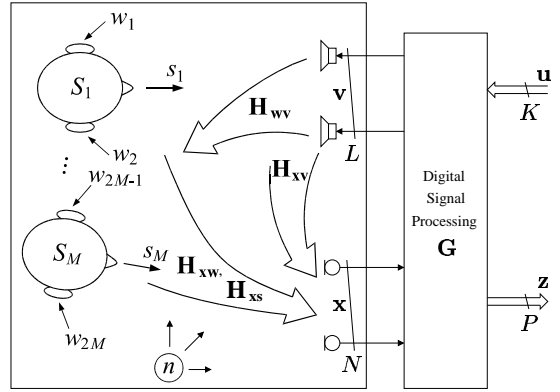 w1
S1
s1
w2
⋮
w2M-1
SM
sM
w2M
n
Hwv
v
L
Hxv
Hxw,
Hxs
x
N
Digital
Signal
Processing
G
u
K
z
P